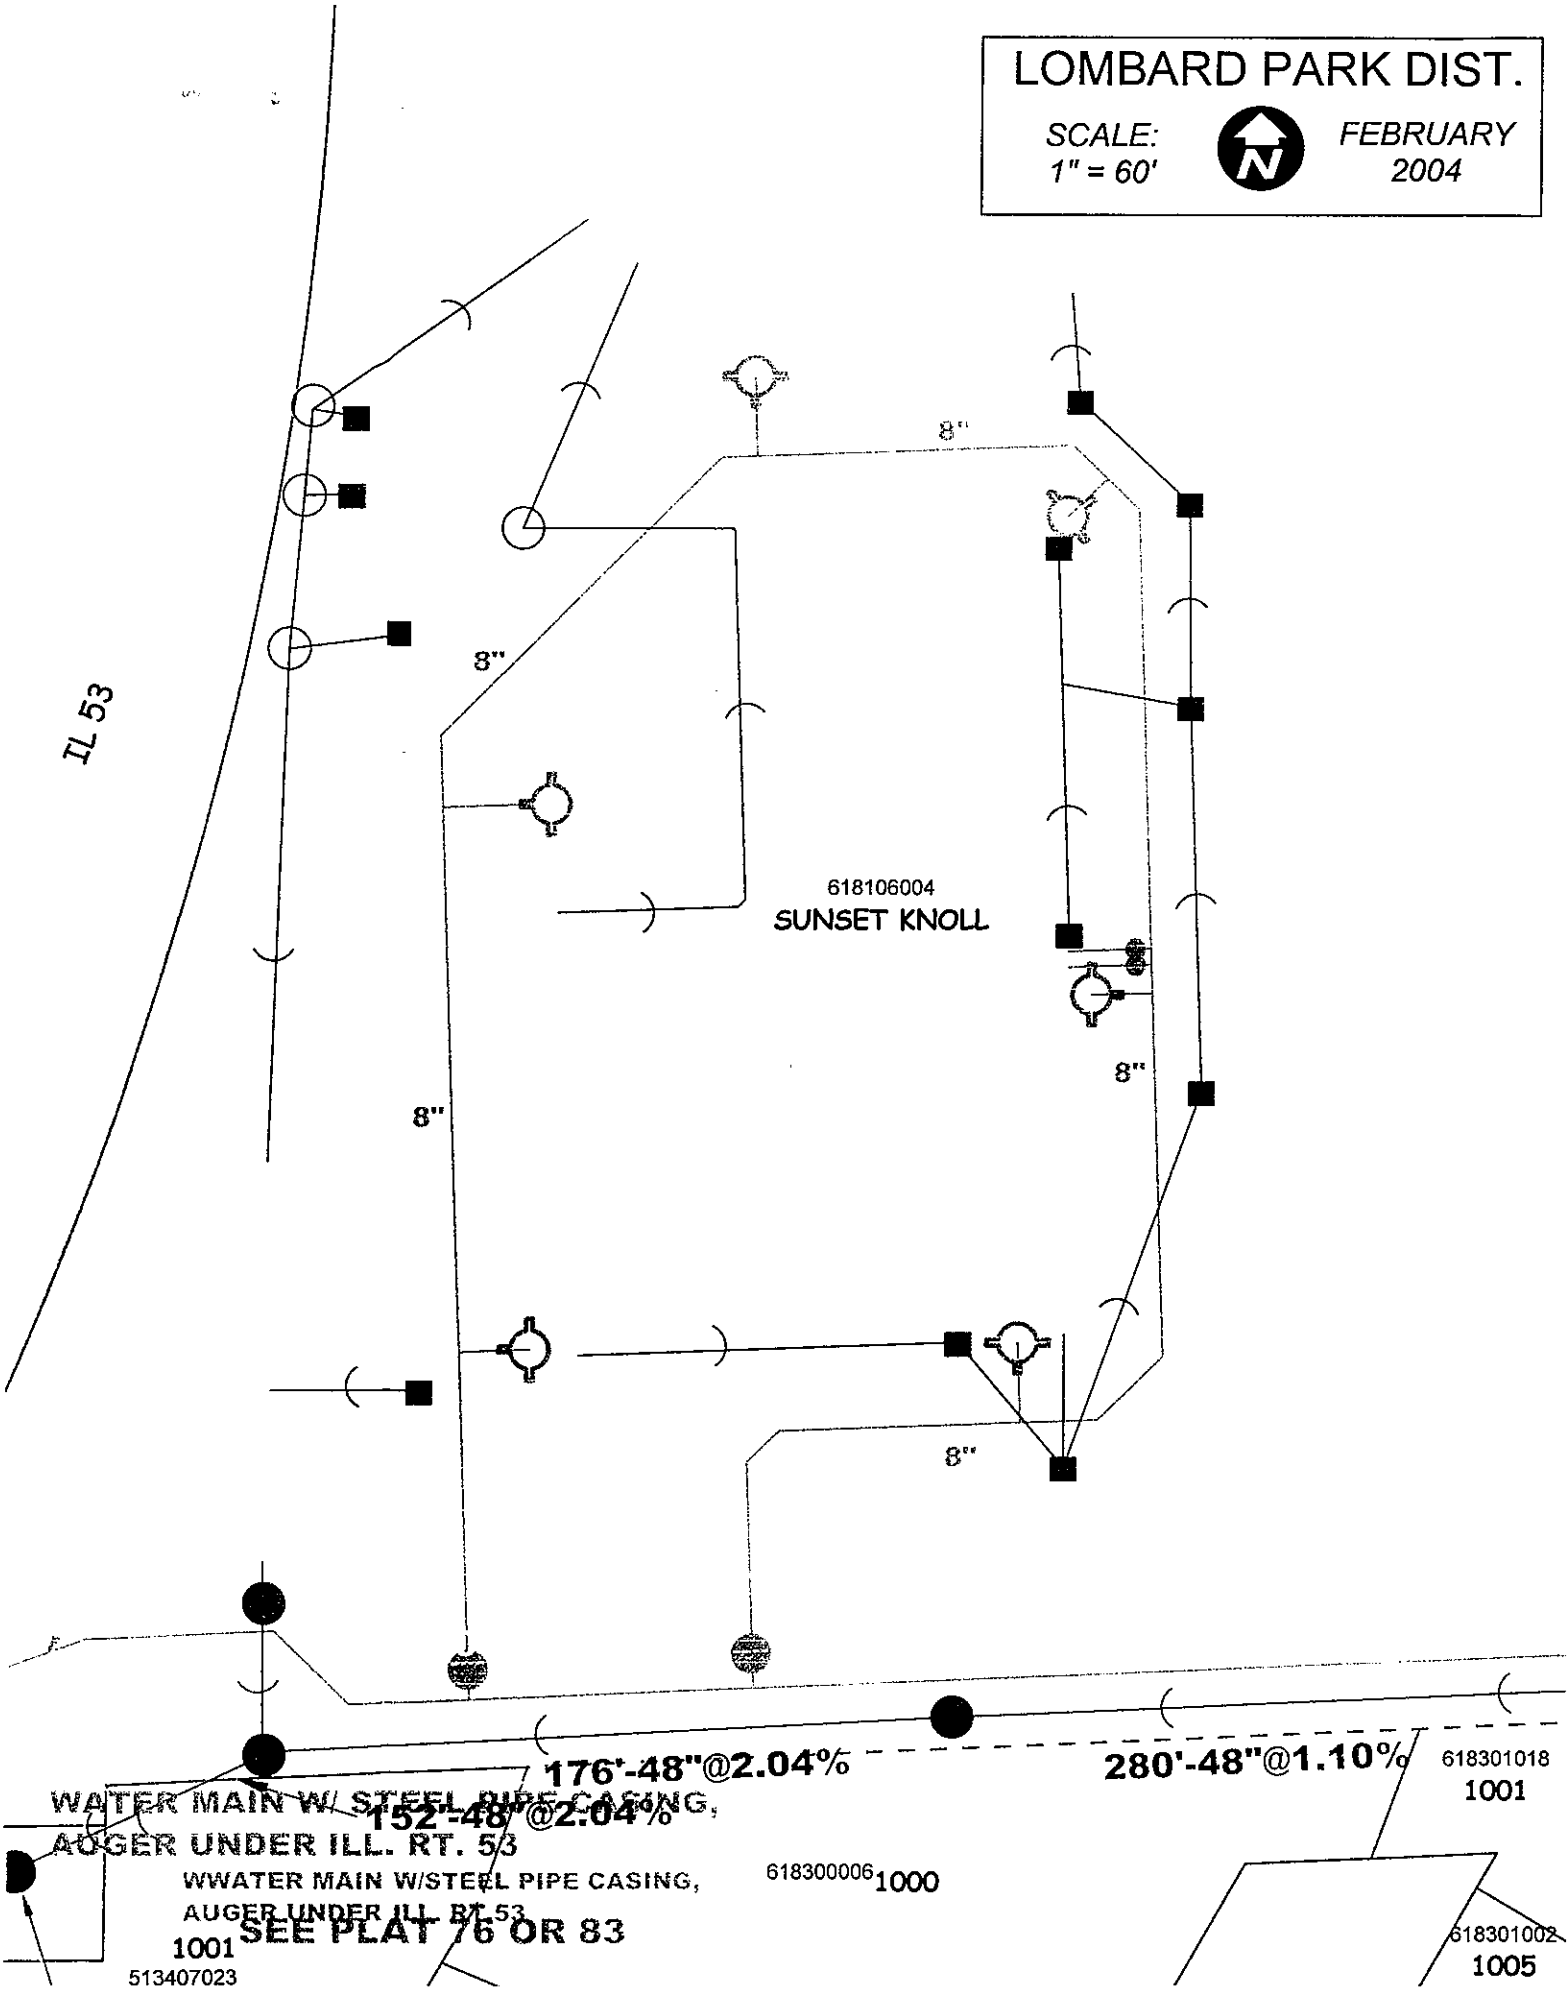 LOMBARD PARK DIST.
SCALE:
1" = 60'
N
FEBRUARY
2004
8"
8"
IL 53
618106004
SUNSET KNOLL
8"
8"
8"
176'-48"@2.04%
280'-48"@1.10%
618301018
1001
WATER MAIN W/ STEEL PIPE CASING,
152'-48"@2.04%
AUGER UNDER ILL. RT. 53
WWATER MAIN W/STEEL PIPE CASING,
618300006 1000
AUGER UNDER ILL. RT.53
SEE PLAT 76 OR 83
1001
513407023
618301002
1005